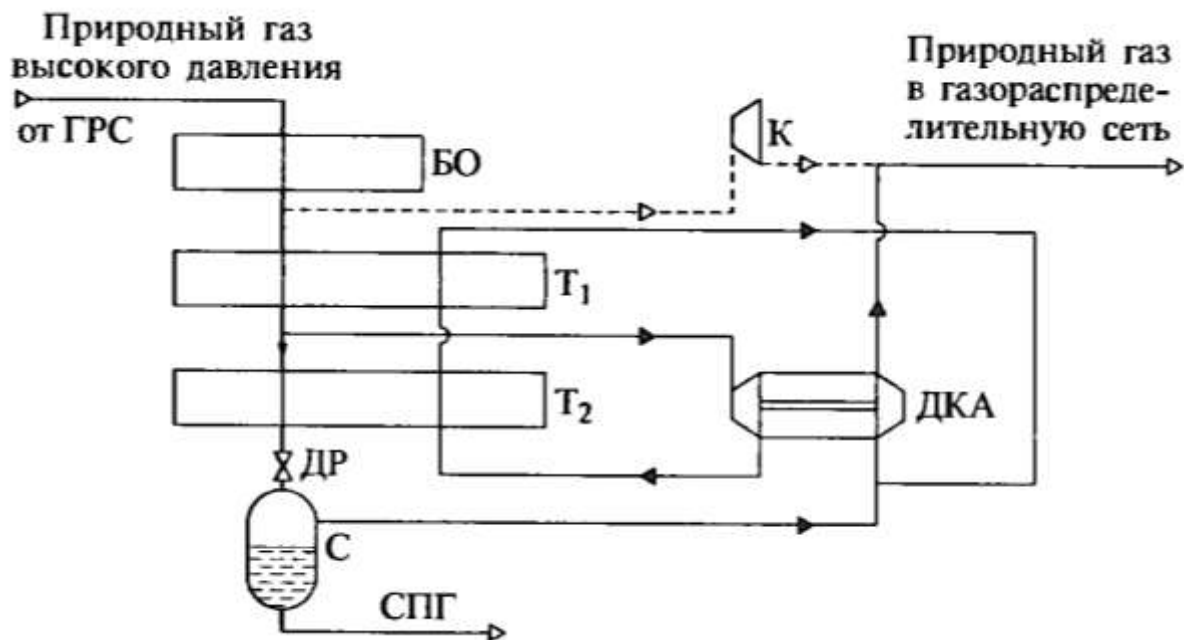 Природный газ
высокого давления
от ГРС
Природный газ
в газораспреде-
лительную сеть
К
БО
Т₁
Т₂
ДКА
ДР
С
СПГ